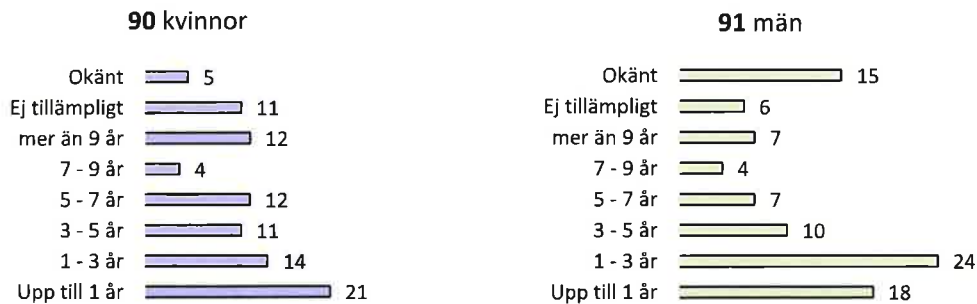 90 kvinnor
Okänt 5
Ej tillämpligt 11
mer än 9 år 12
7 - 9 år 4
5 - 7 år 12
3 - 5 år 11
1 - 3 år 14
Upp till 1 år 21
91 män
Okänt 15
Ej tillämpligt 6
mer än 9 år 7
7 - 9 år 4
5 - 7 år 7
3 - 5 år 10
1 - 3 år 24
Upp till 1 år 18